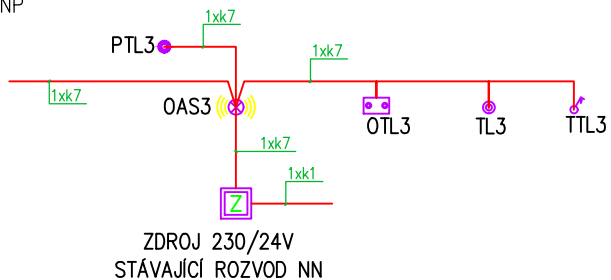 NP
1xk7
PTL3
1xk7
1xk7
OAS3
OTL3
TL3
TTL3
1xk7
1xk1
Z
ZDROJ 230/24V
STÁVAJÍCÍ ROZVOD NN